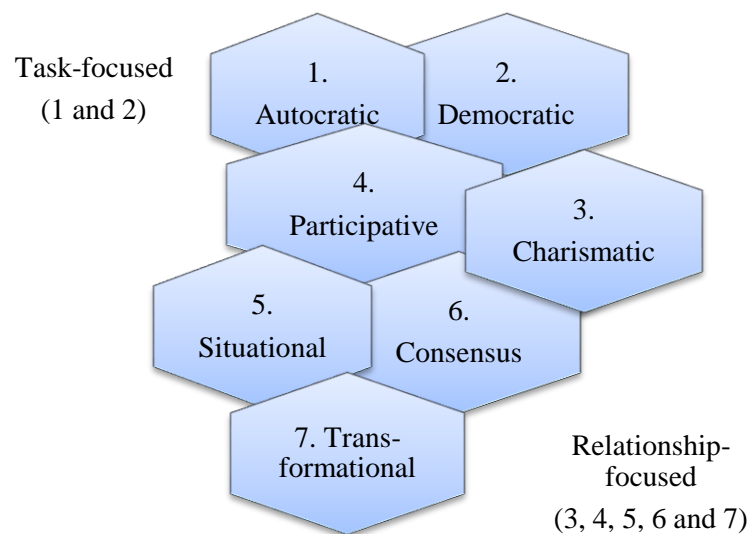 Task-focused
(1 and 2)
1.
Autocratic
2.
Democratic
4.
Participative
3.
Charismatic
5.
Situational
6.
Consensus
7. Trans-
formational
Relationship-
focused
(3, 4, 5, 6 and 7)